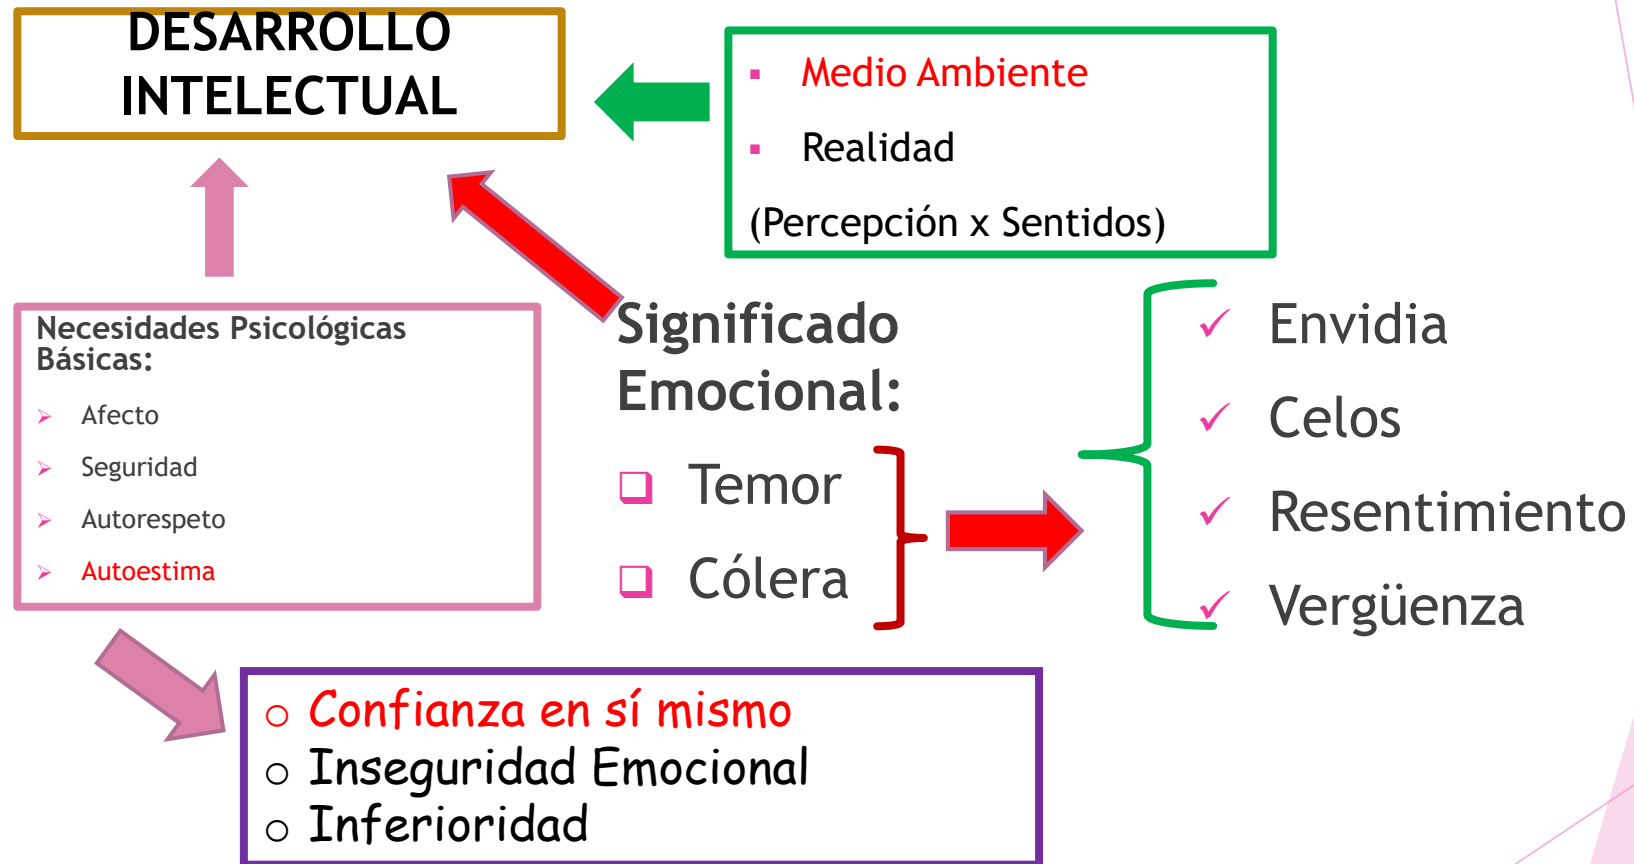 DESARROLLO
INTELECTUAL
Medio Ambiente
Realidad
(Percepción x Sentidos)
Necesidades Psicológicas
Básicas:
Afecto
Seguridad
Autorespeto
Autoestima
Significado
Emocional:
Temor
Cólera
Envidia
Celos
Resentimiento
Vergüenza
Confianza en sí mismo
Inseguridad Emocional
Inferioridad